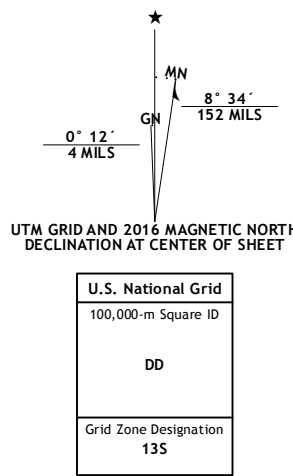 ★
MN
GN
8° 34´
152 MILS
0° 12´
4 MILS
UTM GRID AND 2016 MAGNETIC NORTH
DECLINATION AT CENTER OF SHEET
U.S. National Grid
100,000-m Square ID
DD
Grid Zone Designation
13S